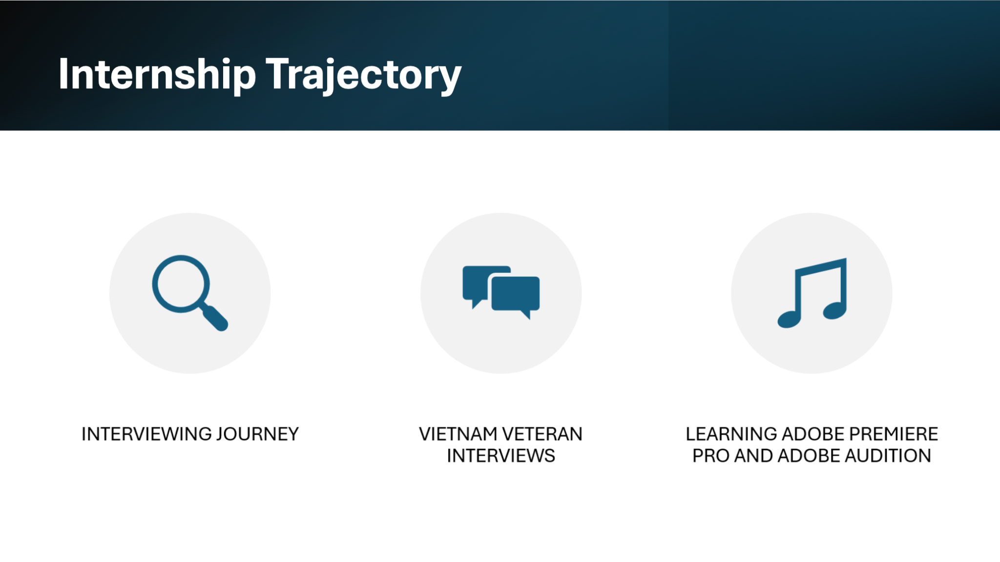 Internship Trajectory
INTERVIEWING JOURNEY
VIETNAM VETERAN
INTERVIEWS
LEARNING ADOBE PREMIERE
PRO AND ADOBE AUDITION